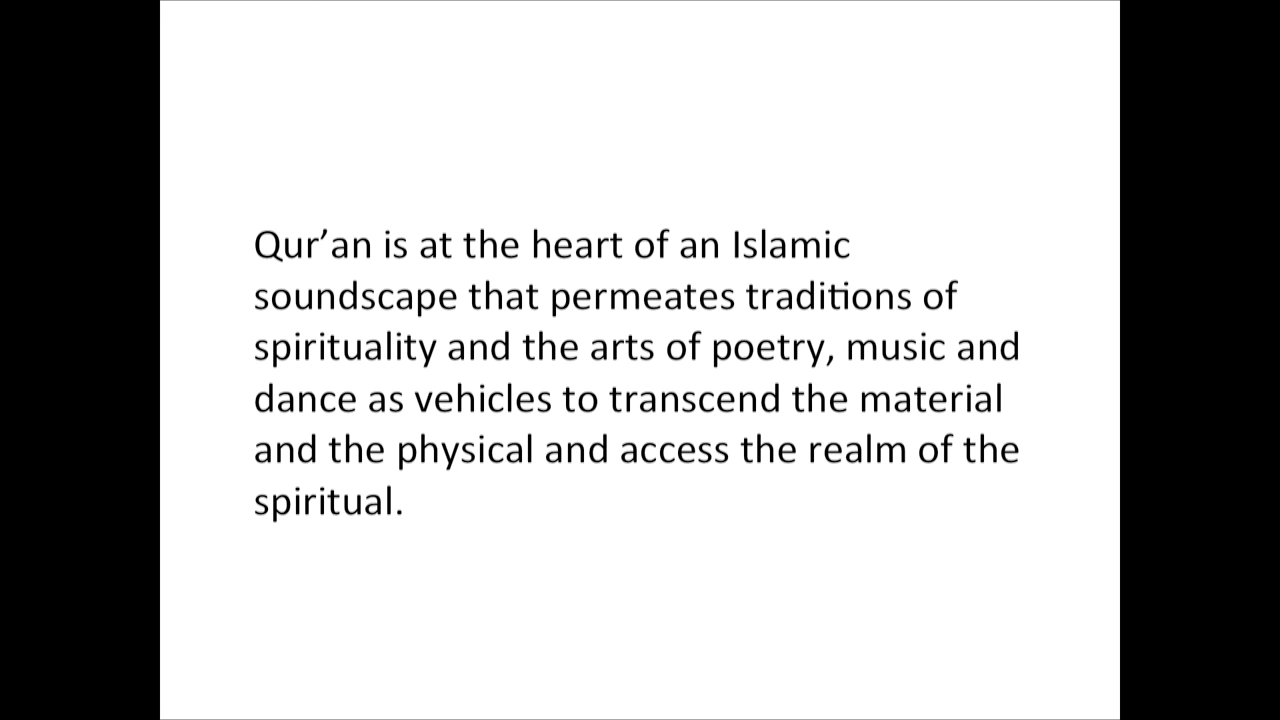 Qur’an is at the heart of an Islamic
soundscape that permeates traditions of
spirituality and the arts of poetry, music and
dance as vehicles to transcend the material
and the physical and access the realm of the
spiritual.